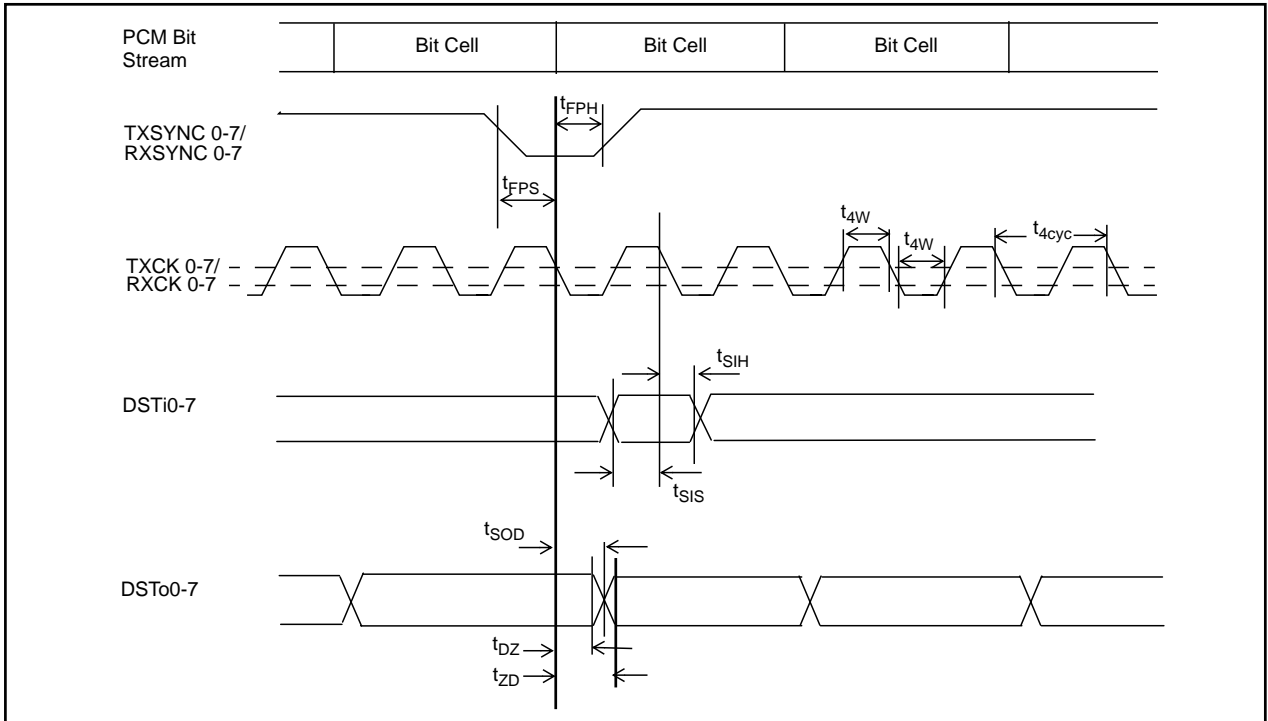 PCM Bit
Stream
Bit Cell
Bit Cell
Bit Cell
TXSYNC 0-7/
RXSYNC 0-7
tFPH
tFPS
t4W
t4W
t4cyc
TXCK 0-7/
RXCK 0-7
tSIH
DSTi0-7
tSIS
tSOD
DSTo0-7
tDZ
tZD